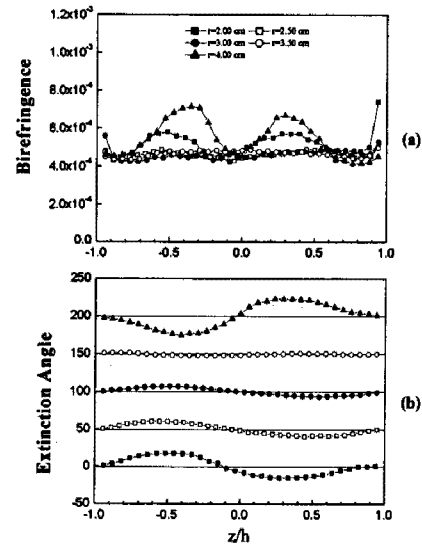 1.2x10⁻³
1.0x10⁻³
8.0x10⁻⁴
6.0x10⁻⁴
4.0x10⁻⁴
2.0x10⁻⁴
0.0
Birefringence
r=2.00 cm
r=2.50 cm
r=3.00 cm
r=3.50 cm
r=4.00 cm
(a)
-1.0 -0.5 0.0 0.5 1.0
250
200
150
100
50
0
-50
Extinction Angle
(b)
-1.0 -0.5 0.0 0.5 1.0
z/h